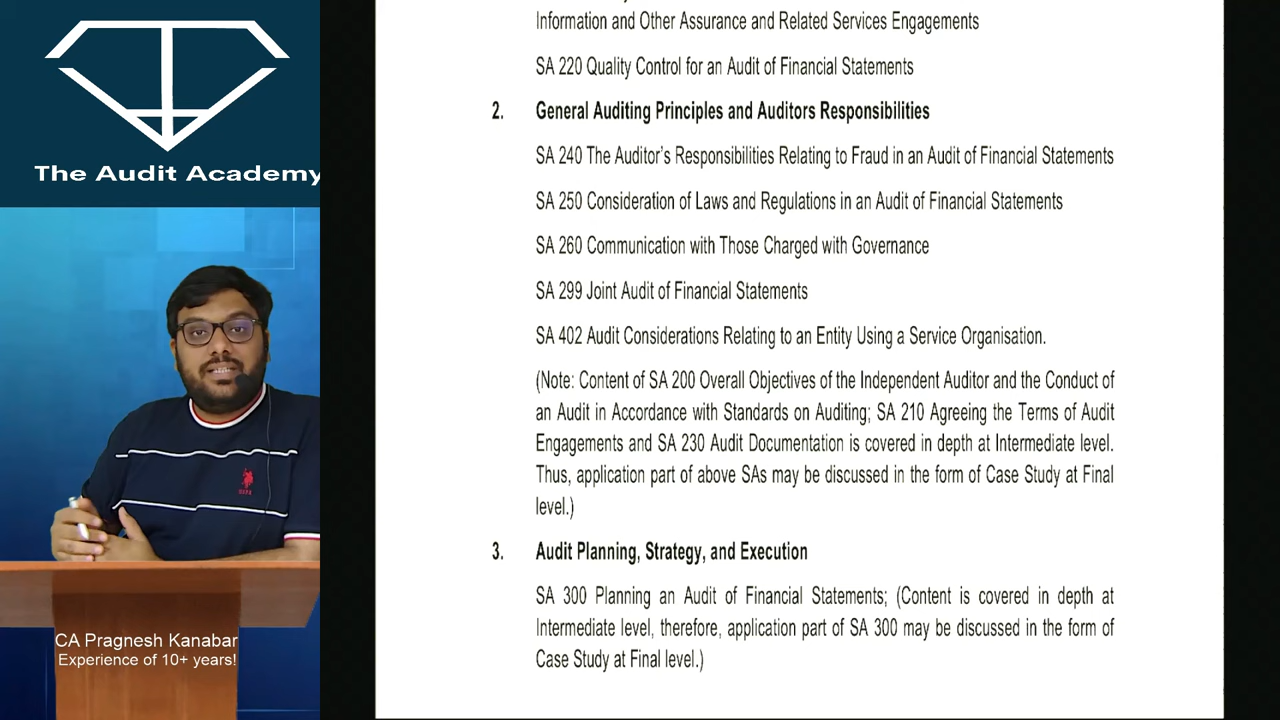 The Audit Academy
CA Pragnesh Kanabar
Experience of 10+ years!
Information and Other Assurance and Related Services Engagements
SA 220 Quality Control for an Audit of Financial Statements
2. General Auditing Principles and Auditors Responsibilities
SA 240 The Auditor's Responsibilities Relating to Fraud in an Audit of Financial Statements
SA 250 Consideration of Laws and Regulations in an Audit of Financial Statements
SA 260 Communication with Those Charged with Governance
SA 299 Joint Audit of Financial Statements
SA 402 Audit Considerations Relating to an Entity Using a Service Organisation.
(Note: Content of SA 200 Overall Objectives of the Independent Auditor and the Conduct of
an Audit in Accordance with Standards on Auditing; SA 210 Agreeing the Terms of Audit
Engagements and SA 230 Audit Documentation is covered in depth at Intermediate level.
Thus, application part of above SAs may be discussed in the form of Case Study at Final
level.)
3. Audit Planning, Strategy, and Execution
SA 300 Planning an Audit of Financial Statements; (Content is covered in depth at
Intermediate level, therefore, application part of SA 300 may be discussed in the form of
Case Study at Final level.)